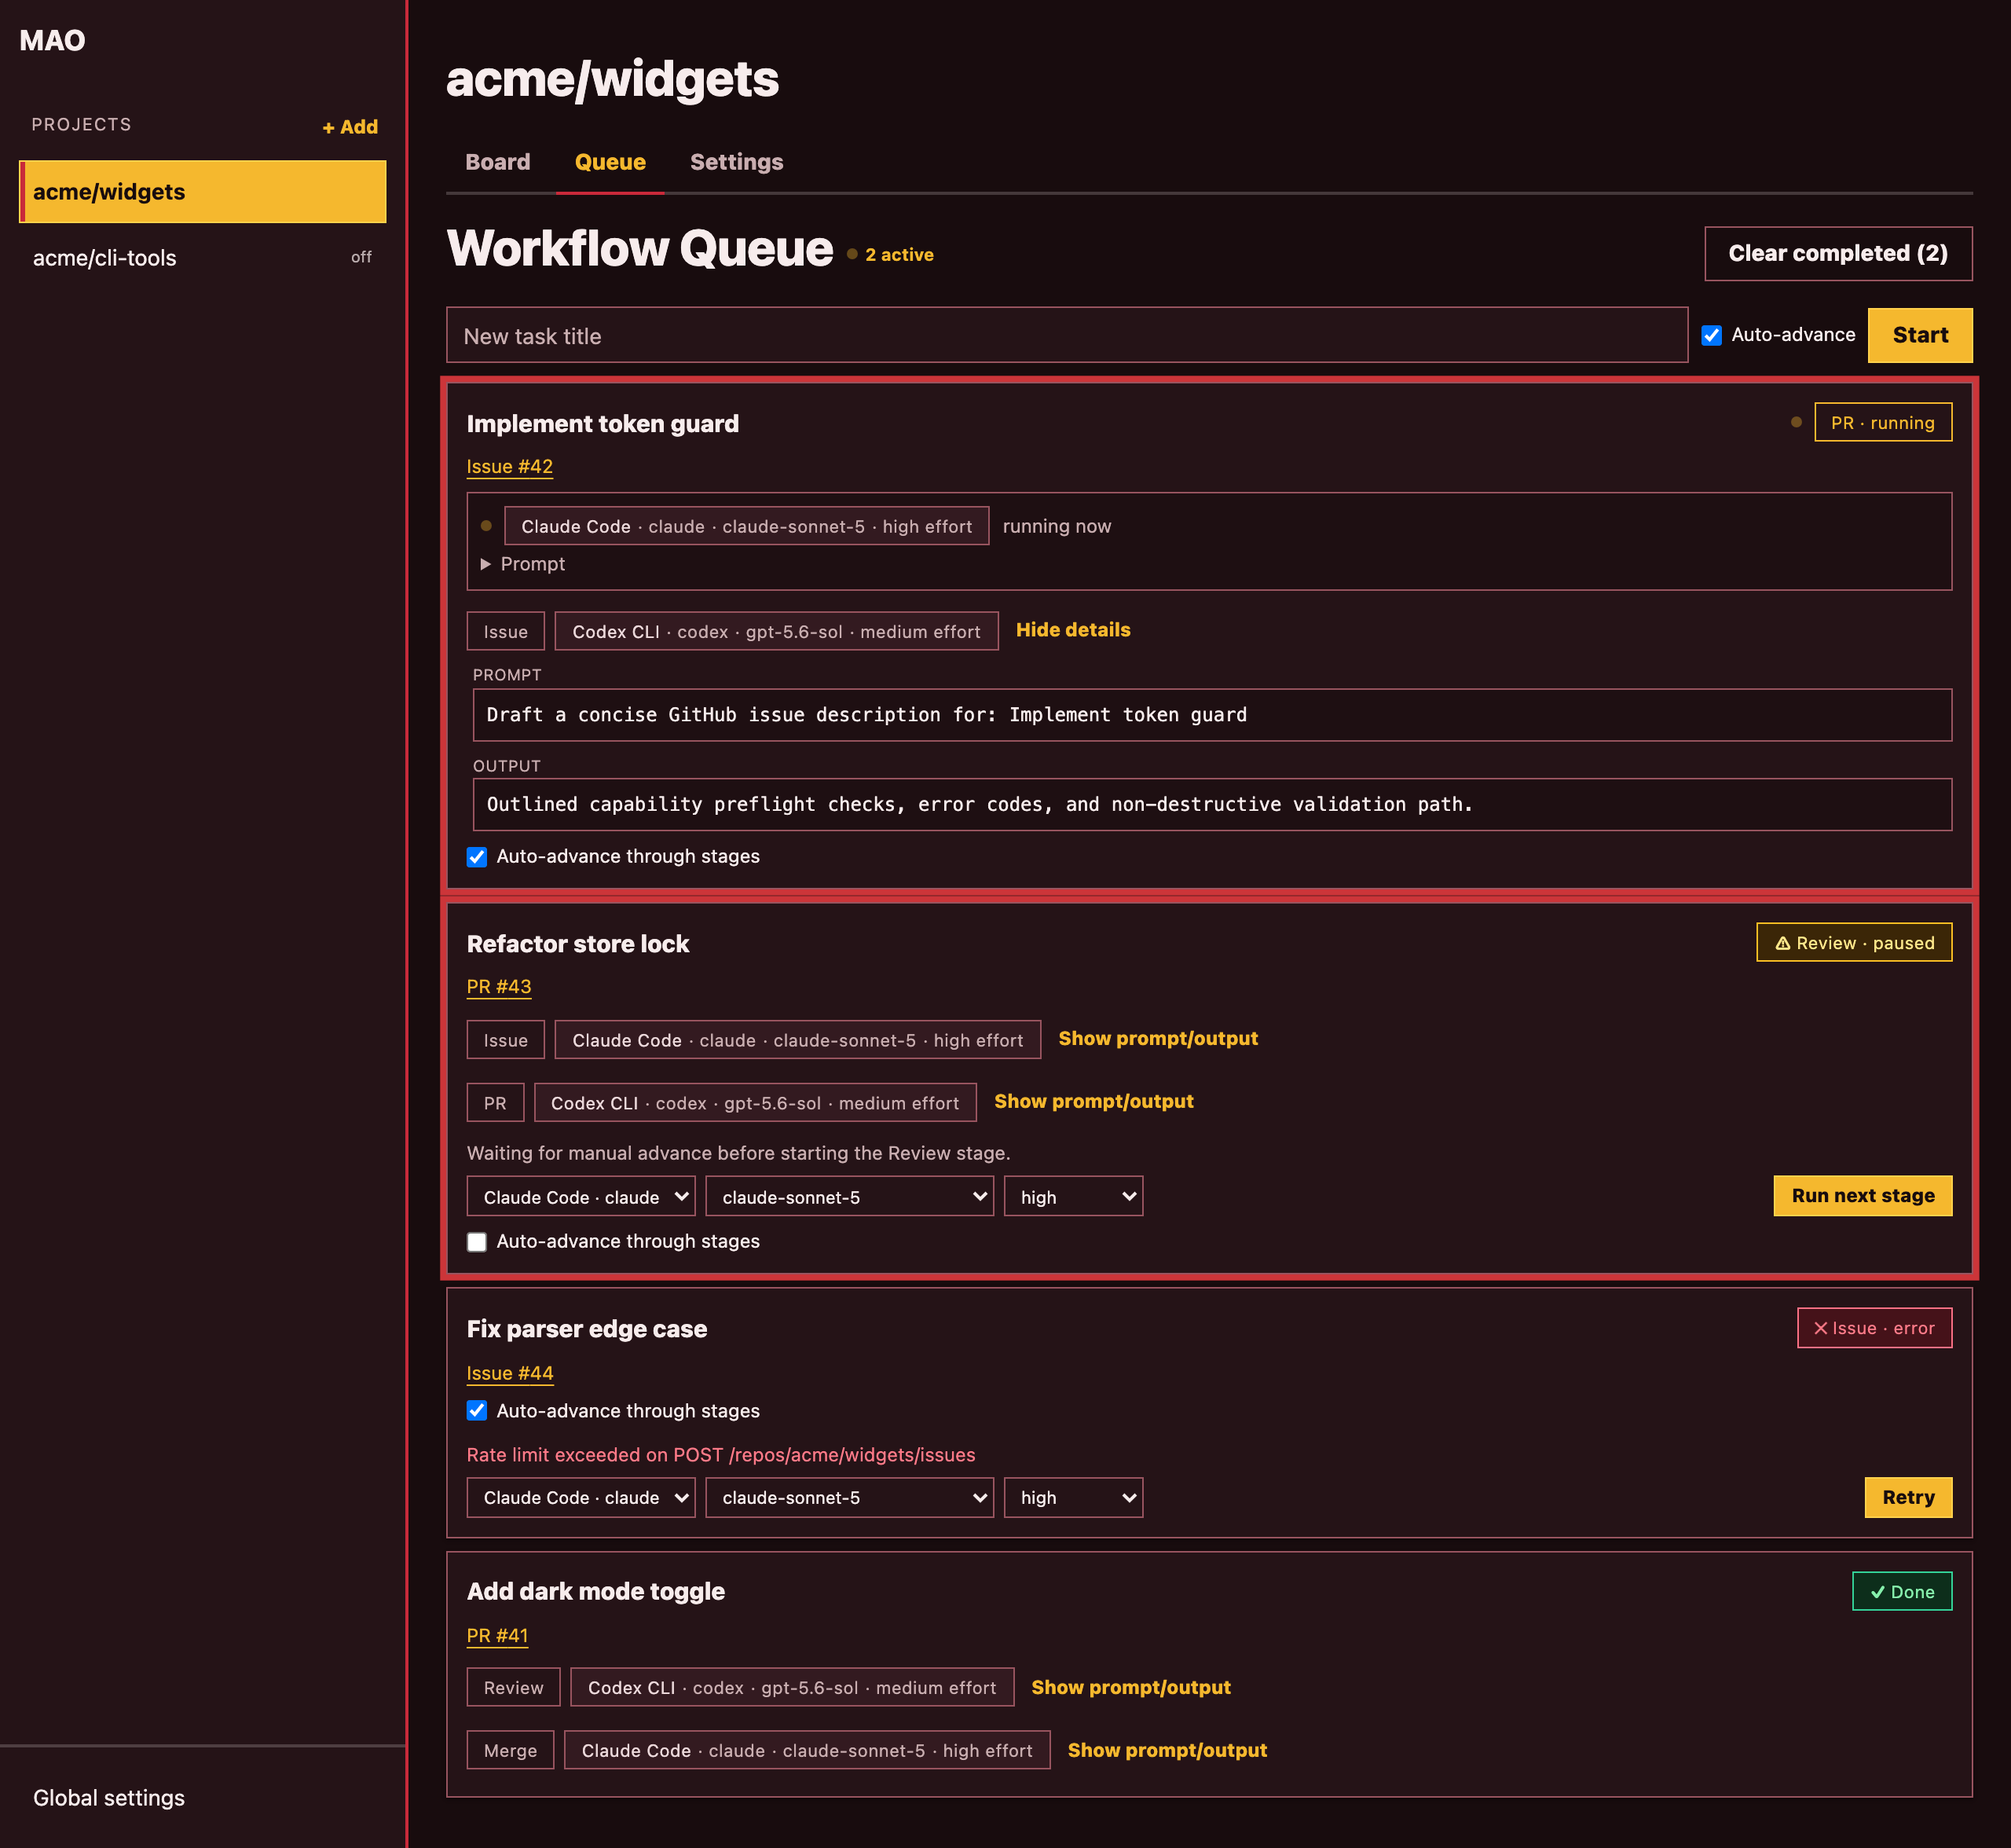 MAO
PROJECTS
+ Add
acme/widgets
acme/cli-tools
off
Global settings
acme/widgets
Board
Queue
Settings
Workflow Queue
2 active
Clear completed (2)
New task title
Auto-advance
Start
Implement token guard
PR · running
Issue #42
Claude Code · claude · claude-sonnet-5 · high effort
running now
Prompt
Issue
Codex CLI · codex · gpt-5.6-sol · medium effort
Hide details
PROMPT
Draft a concise GitHub issue description for: Implement token guard
OUTPUT
Outlined capability preflight checks, error codes, and non-destructive validation path.
Auto-advance through stages
Refactor store lock
Review · paused
PR #43
Issue
Claude Code · claude · claude-sonnet-5 · high effort
Show prompt/output
PR
Codex CLI · codex · gpt-5.6-sol · medium effort
Show prompt/output
Waiting for manual advance before starting the Review stage.
Claude Code · claude
claude-sonnet-5
high
Run next stage
Auto-advance through stages
Fix parser edge case
Issue · error
Issue #44
Auto-advance through stages
Rate limit exceeded on POST /repos/acme/widgets/issues
Claude Code · claude
claude-sonnet-5
high
Retry
Add dark mode toggle
Done
PR #41
Review
Codex CLI · codex · gpt-5.6-sol · medium effort
Show prompt/output
Merge
Claude Code · claude · claude-sonnet-5 · high effort
Show prompt/output